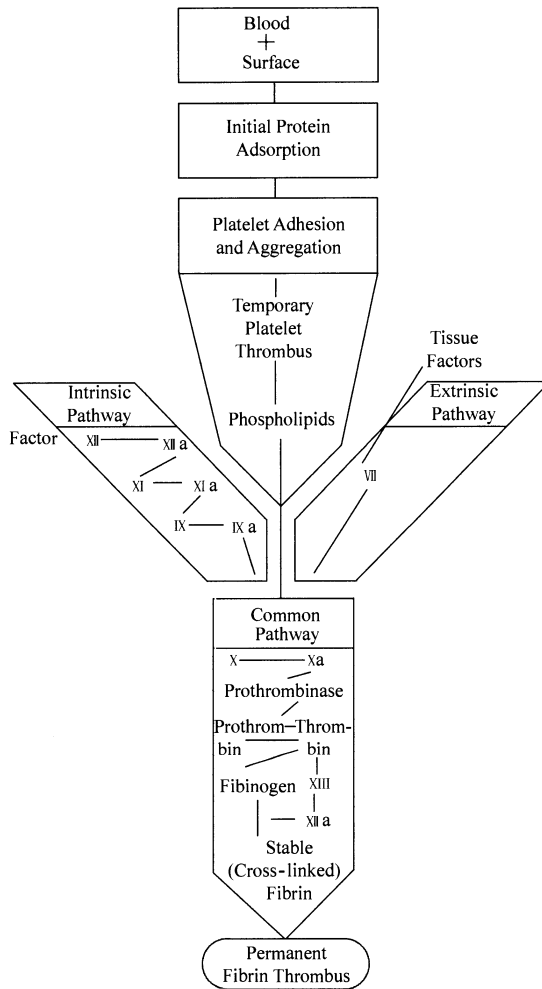 Blood
+
Surface
Initial Protein
Adsorption
Platelet Adhesion
and Aggregation
Temporary
Platelet
Thrombus
Phospholipids
Intrinsic
Pathway
Factor
XII XII a
XI XI a
IX IX a
Tissue
Factors
Extrinsic
Pathway
VII
Common
Pathway
X Xa
Prothrombinase
Prothrom-Throm-
bin bin
Fibinogen XIII
XII a
Stable
(Cross-linked)
Fibrin
Permanent
Fibrin Thrombus